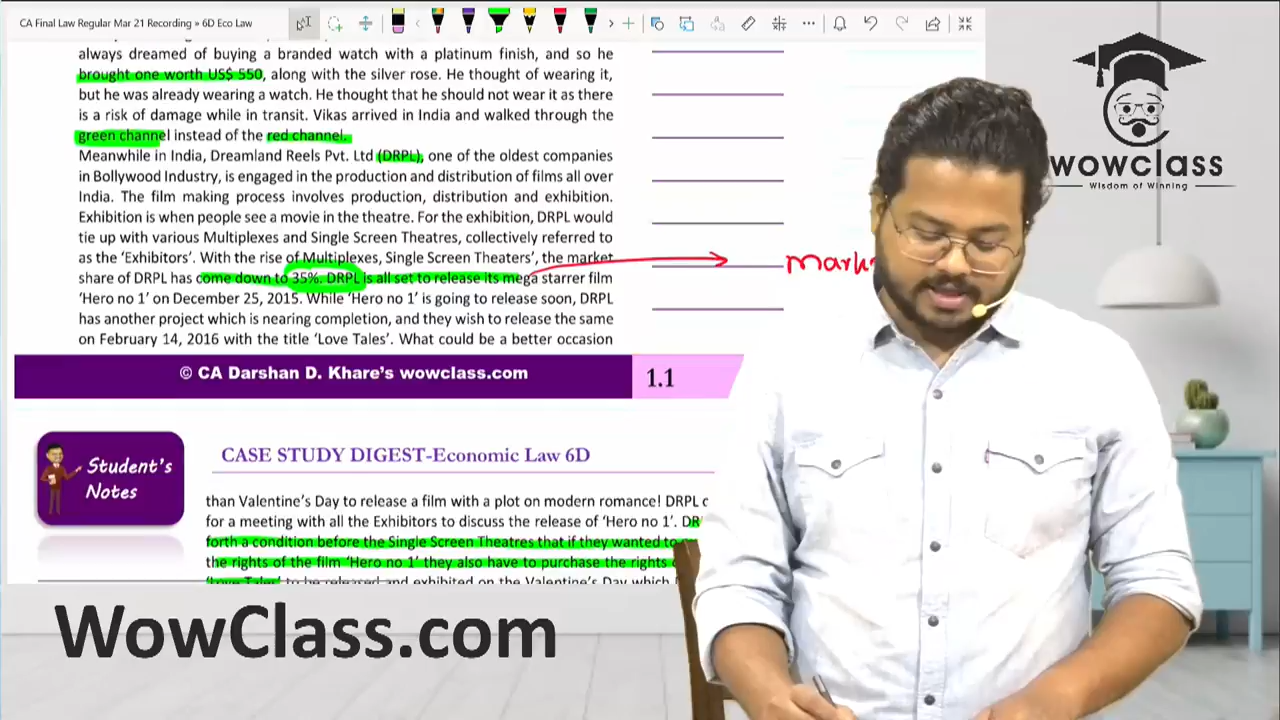 CA Final Law Regular Mar 21 Recording » 6D Eco Law
always dreamed of buying a branded watch with a platinum finish, and so he
brought one worth US$ 550, along with the silver rose. He thought of wearing it,
but he was already wearing a watch. He thought that he should not wear it as there
is a risk of damage while in transit. Vikas arrived in India and walked through the
green channel instead of the red channel.
Meanwhile in India, Dreamland Reels Pvt. Ltd (DRPL), one of the oldest companies
in Bollywood Industry, is engaged in the production and distribution of films all over
India. The film making process involves production, distribution and exhibition.
Exhibition is when people see a movie in the theatre. For the exhibition, DRPL would
tie up with various Multiplexes and Single Screen Theatres, collectively referred to
as the 'Exhibitors'. With the rise of Multiplexes, Single Screen Theaters', the market
share of DRPL has come down to 35%. DRPL is all set to release its mega starrer film
'Hero no 1' on December 25, 2015. While 'Hero no 1' is going to release soon, DRPL
has another project which is nearing completion, and they wish to release the same
on February 14, 2016 with the title 'Love Tales'. What could be a better occasion
© CA Darshan D. Khare's wowclass.com
1.1
Student's
Notes
CASE STUDY DIGEST-Economic Law 6D
than Valentine's Day to release a film with a plot on modern romance! DRPL
for a meeting with all the Exhibitors to discuss the release of 'Hero no 1'. DR
forth a condition before the Single Screen Theatres that if they wanted to
the rights of the film 'Hero no 1' they also have to purchase the rights
'Love Tales' to be released and exhibited on the Valentine's Day which
wowclass
Wisdom of Winning
WowClass.com